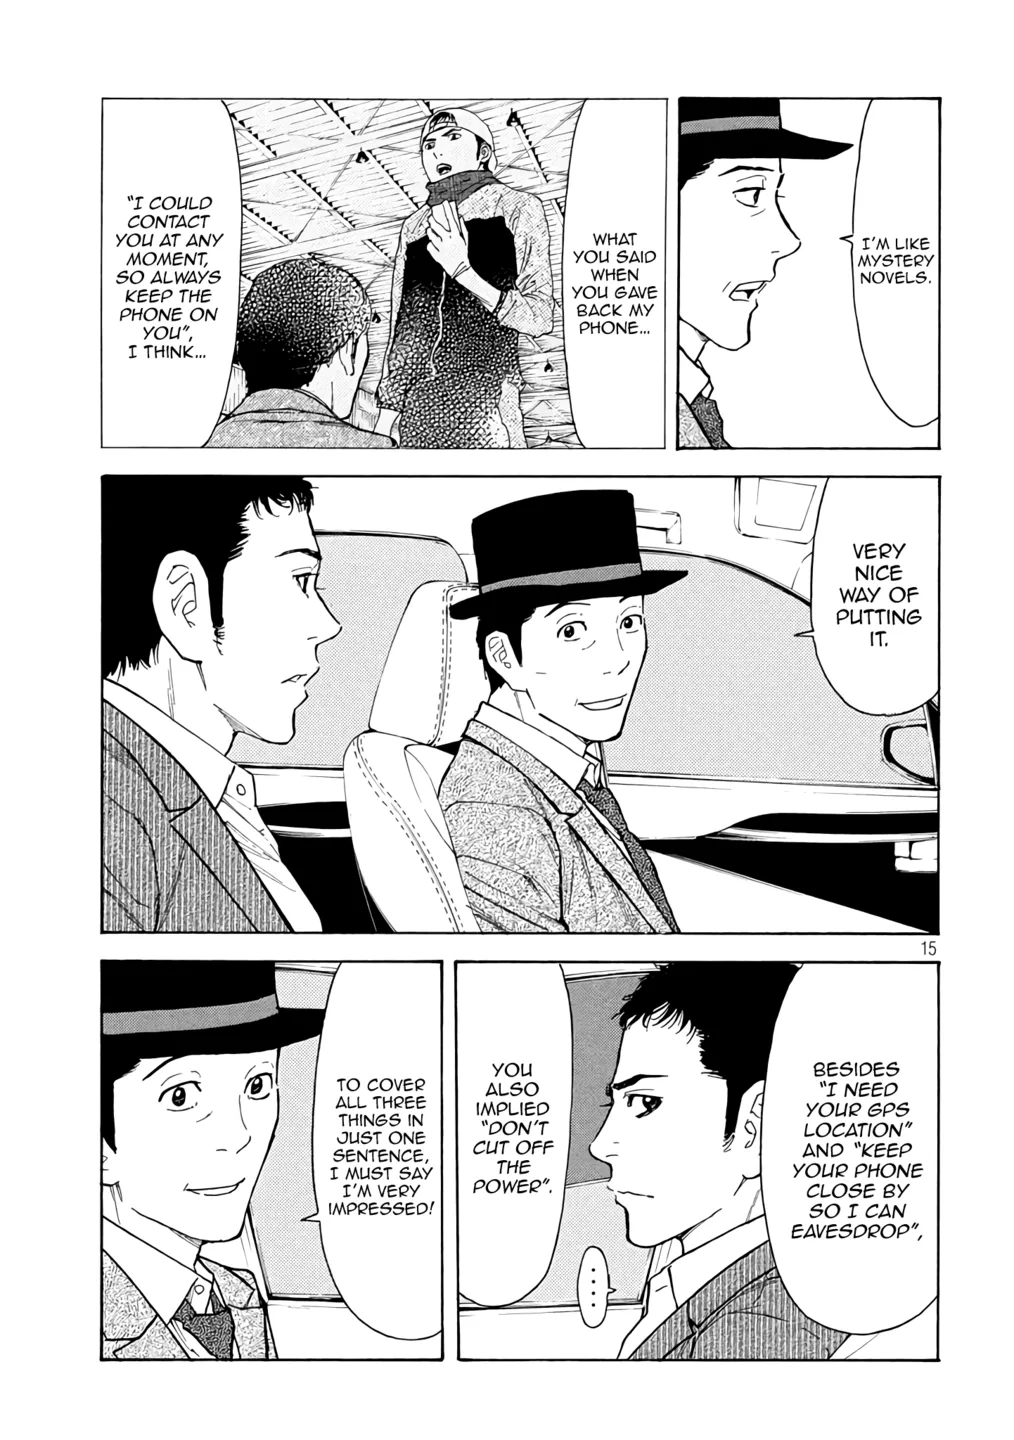 I'M LIKE
MYSTERY
NOVELS.
WHAT
YOU SAID
WHEN
YOU GAVE
BACK MY
PHONE...
"I COULD
CONTACT
YOU AT ANY
MOMENT,
SO ALWAYS
KEEP THE
PHONE ON
YOU",
I THINK...
VERY
NICE
WAY OF
PUTTING
IT.
15
BESIDES
"I NEED
YOUR GPS
LOCATION"
AND "KEEP
YOUR PHONE
CLOSE BY
SO I CAN
EAVESDROP",
YOU
ALSO
IMPLIED
"DON'T
CUT OFF
THE
POWER".
....
TO COVER
ALL THREE
THINGS IN
JUST ONE
SENTENCE,
I MUST SAY
I'M VERY
IMPRESSED!